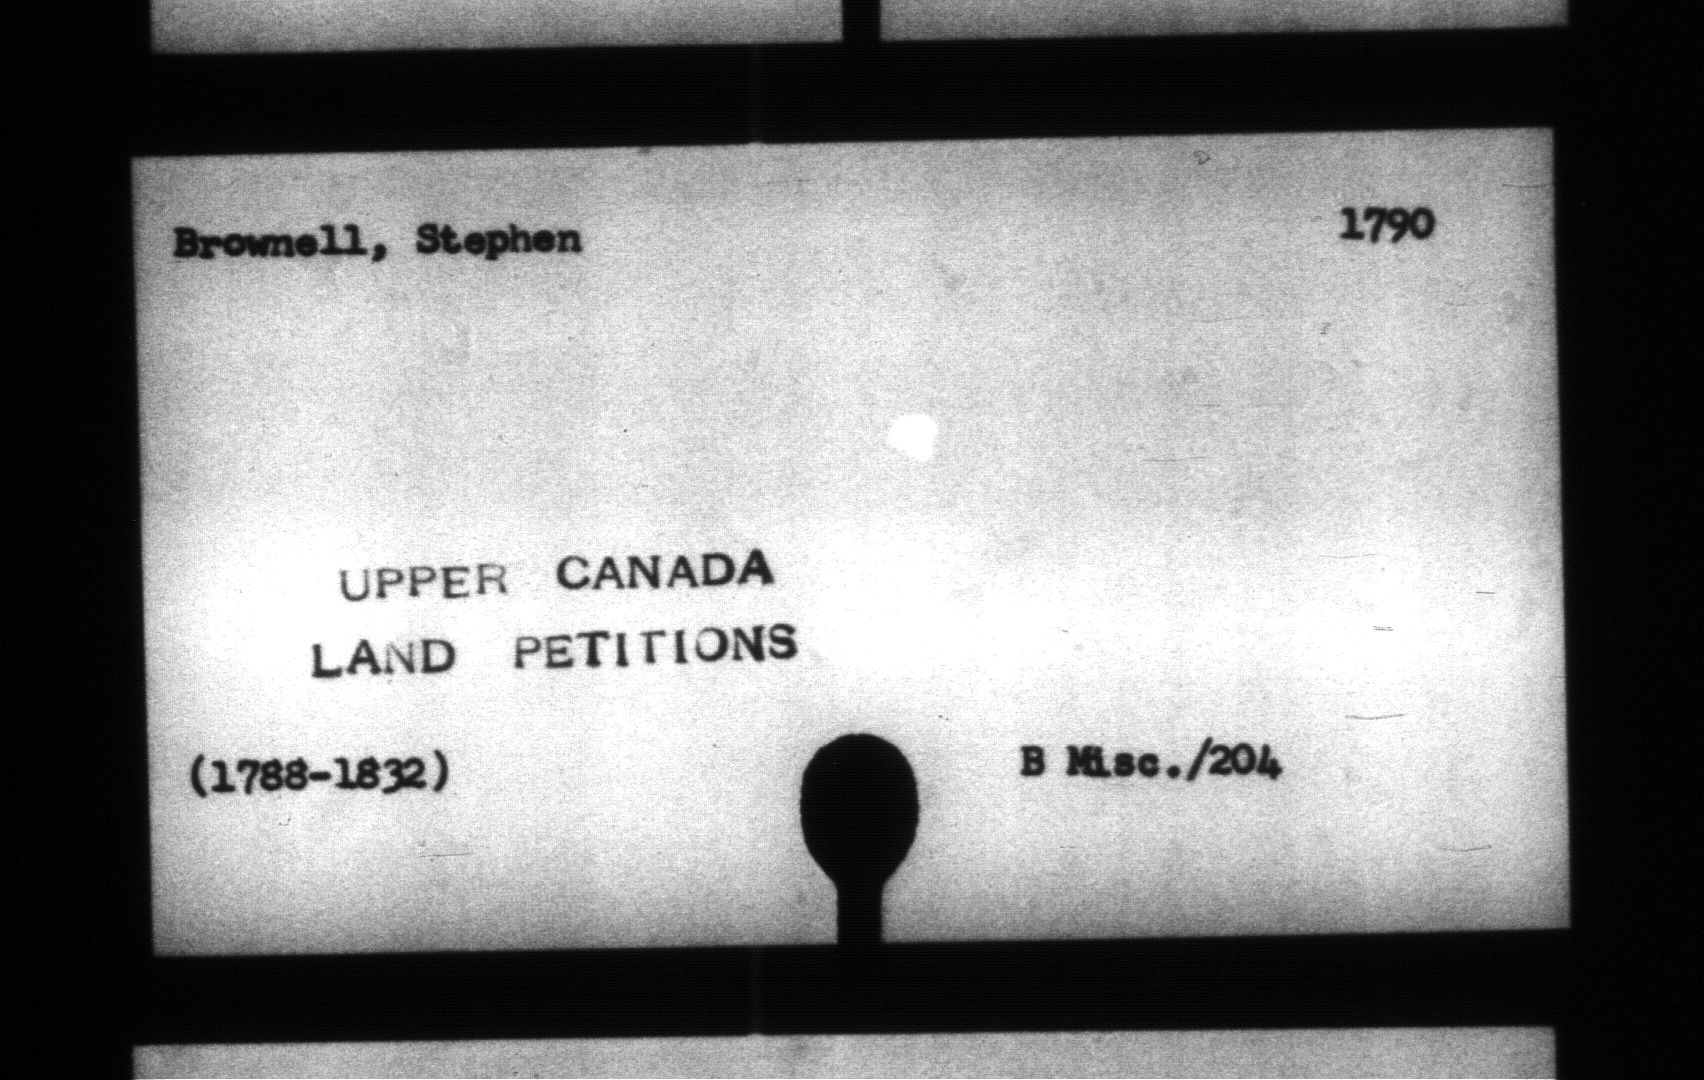 Brownell, Stephen 1790
UPPER CANADA
LAND PETITIONS
(1788-1832) B Misc./204